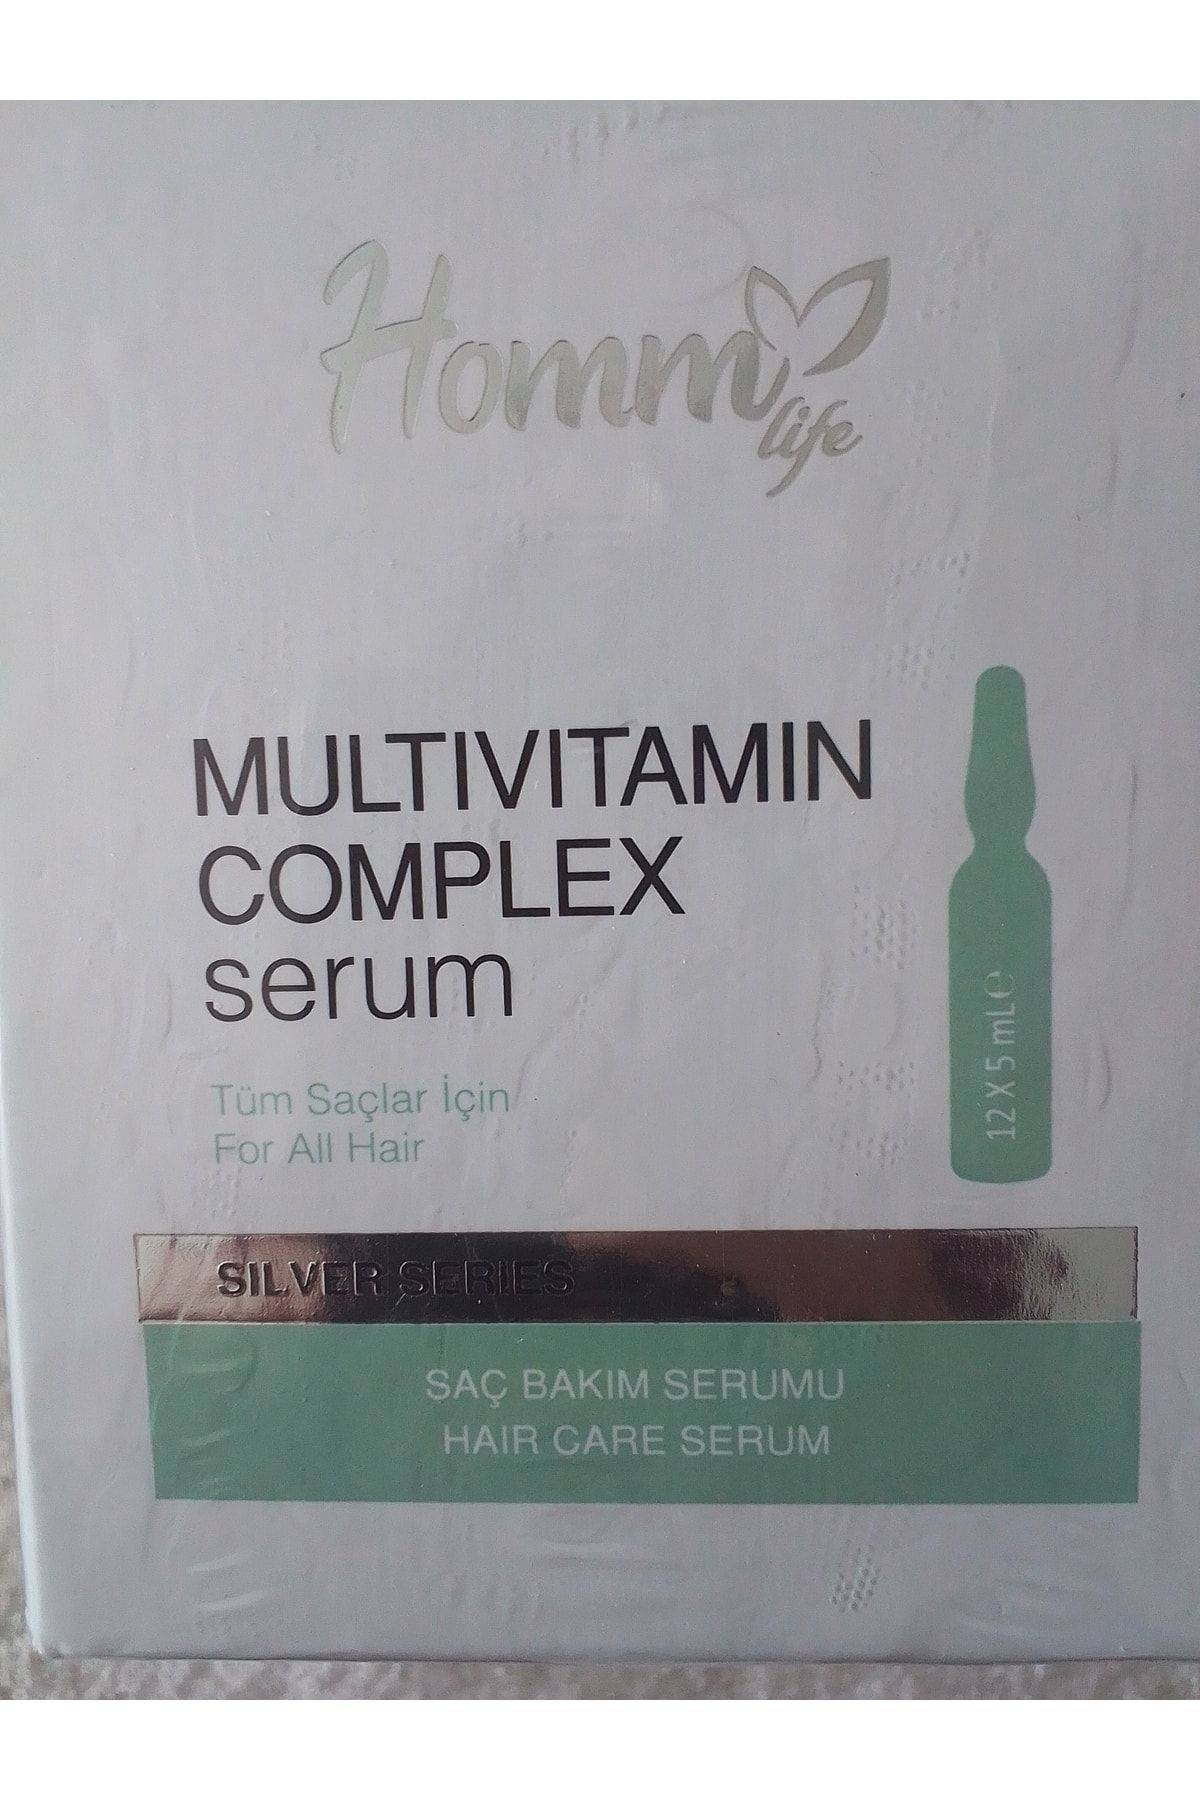 Homm
life
MULTIVITAMIN
COMPLEX
serum
Tüm Saçlar İçin
For All Hair
12 X 5 mL ℮
SILVER SERIES
SAÇ BAKIM SERUMU
HAIR CARE SERUM